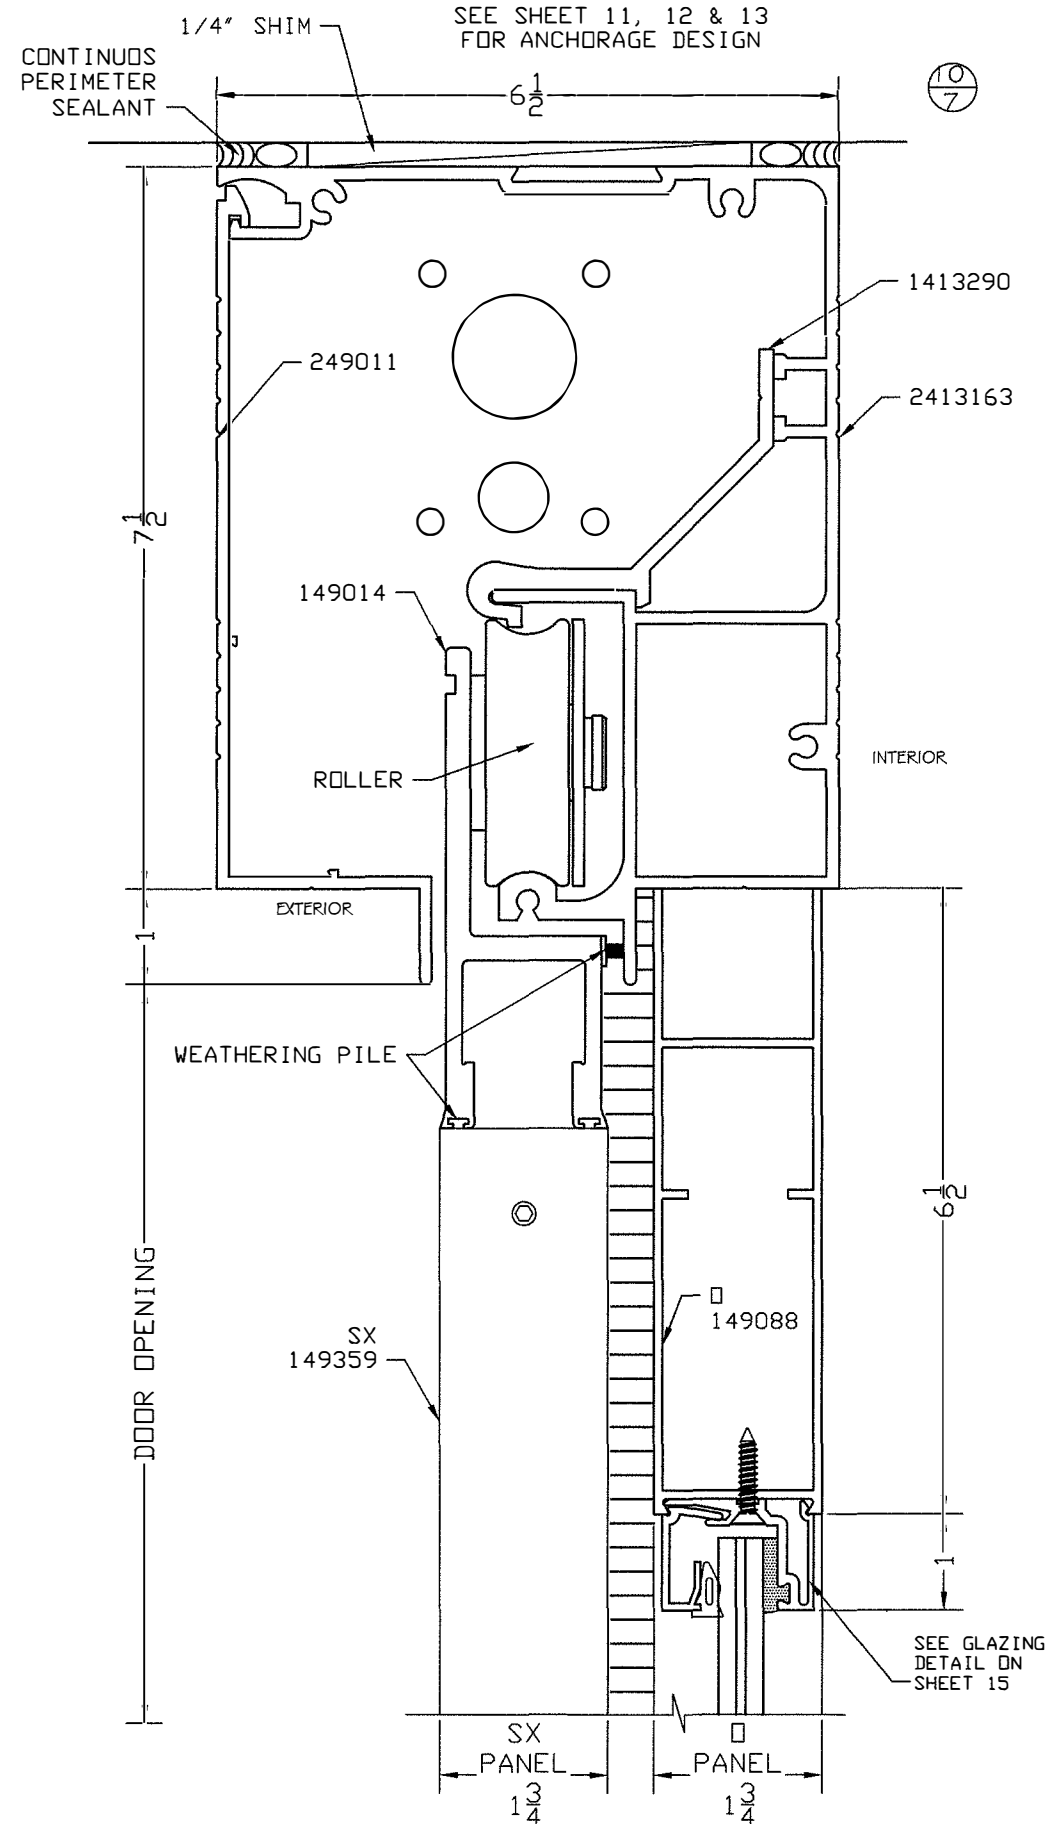 SEE SHEET 11, 12 & 13
FOR ANCHORAGE DESIGN
1/4" SHIM
CONTINUOS
PERIMETER
SEALANT
6 1/2
10
7
1413290
249011
2413163
7 1/2
149014
ROLLER
INTERIOR
EXTERIOR
1
WEATHERING PILE
6 1/2
DOOR OPENING
O
149088
SX
149359
1
SEE GLAZING
DETAIL ON
SHEET 15
SX
PANEL
1 3/4
O
PANEL
1 3/4